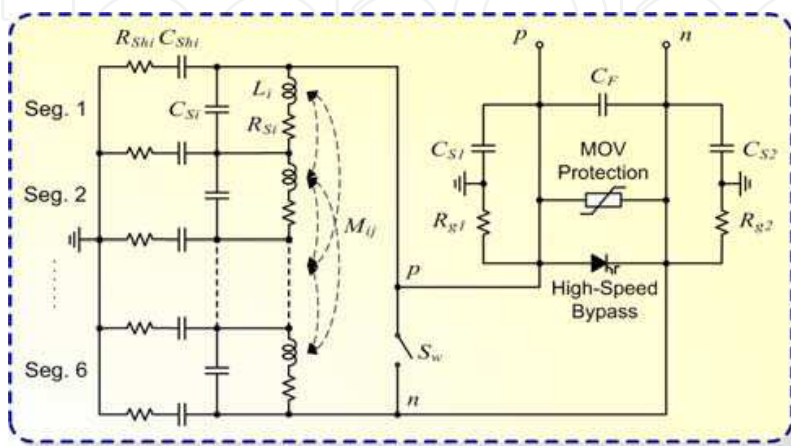 R_Shi C_Shi
p
n
L_i
C_F
Seg. 1
C_Si
R_Si
C_S1
MOV
Protection
C_S2
Seg. 2
M_ij
R_g1
R_g2
p
High-Speed
Bypass
S_w
Seg. 6
n